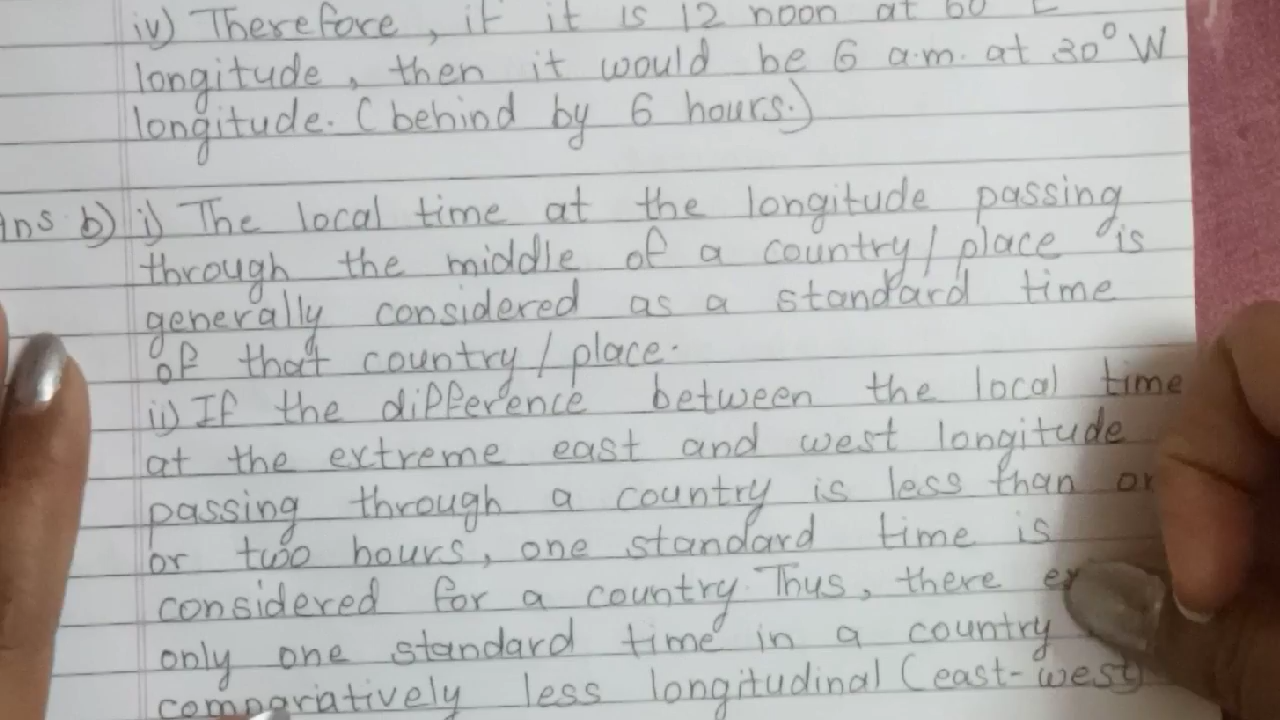 iv) Therefore, if it is 12 noon at 60
longitude, then it would be 6 a.m. at 30° W
longitude. (behind by 6 hours.)
Ans b) i) The local time at the longitude passing
through the middle of a country/place is
generally considered as a standard time
of that country/place.
ii) If the difference between the local time
at the extreme east and west longitude
passing through a country is less than
or two hours, one standard time is
considered for a country. Thus, there
only one standard time in a country
comparatively less longitudinal (east-west)